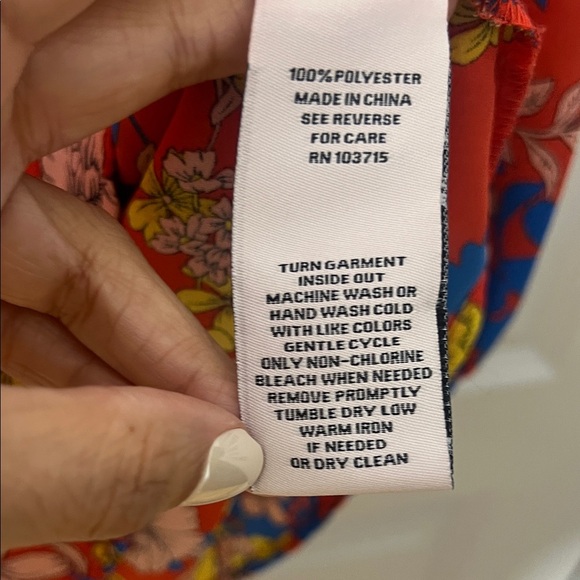 100% POLYESTER
MADE IN CHINA
SEE REVERSE
FOR CARE
RN 103715
TURN GARMENT
INSIDE OUT
MACHINE WASH OR
HAND WASH COLD
WITH LIKE COLORS
GENTLE CYCLE
ONLY NON-CHLORINE
BLEACH WHEN NEEDED
REMOVE PROMPTLY
TUMBLE DRY LOW
WARM IRON
IF NEEDED
OR DRY CLEAN